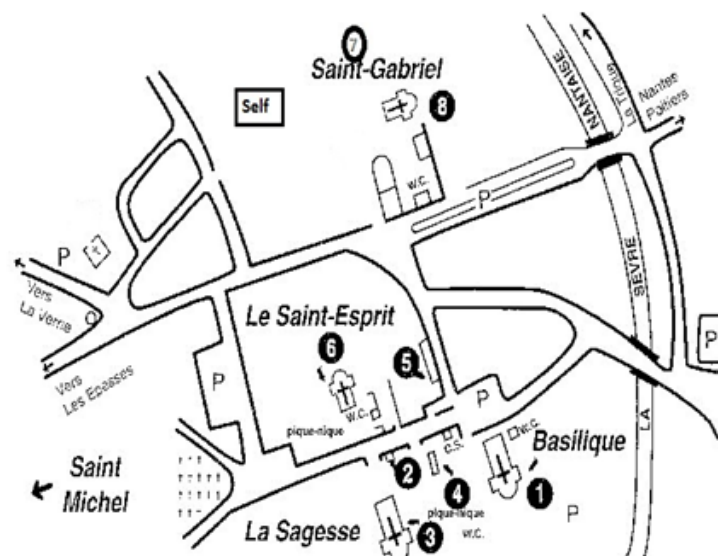 7
Saint-Gabriel
Self
8
w.c.
P
NANTAISE
La Trique
Nantes
Poitiers
SEVRE
LA
P
P
Vers
La Verrie
Vers
Les Epesses
P
Le Saint-Esprit
6
5
w.c.
pique-nique
P
C.S.
w.c.
Basilique
2
4
1
Saint
Michel
La Sagesse
3
pique-nique
w.c.
P